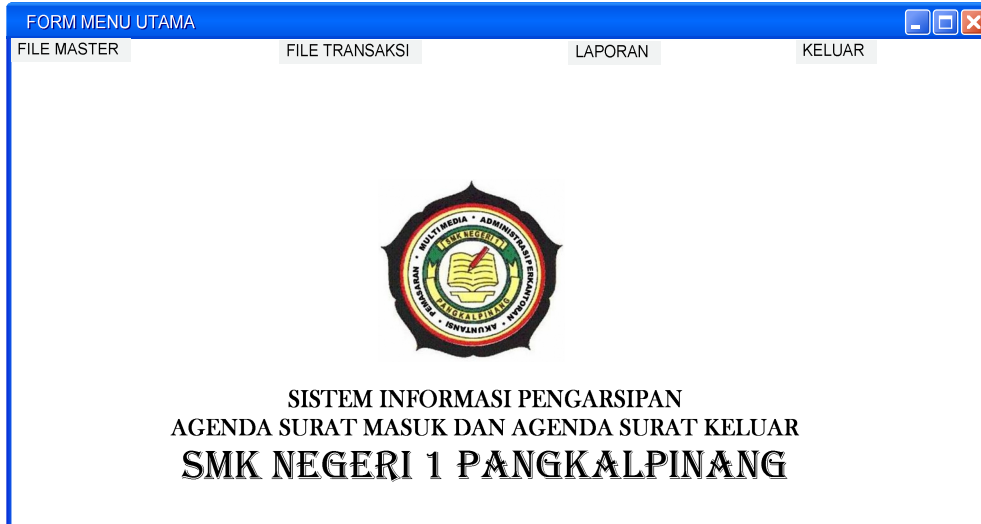 FORM MENU UTAMA
FILE MASTER
FILE TRANSAKSI
LAPORAN
KELUAR
MULTIMEDIA • ADMINISTRASI PERKANTORAN • AKUNTANSI • PEMASARAN •
SMK NEGERI 1
PANGKALPINANG
SISTEM INFORMASI PENGARSIPAN
AGENDA SURAT MASUK DAN AGENDA SURAT KELUAR
SMK NEGERI 1 PANGKALPINANG